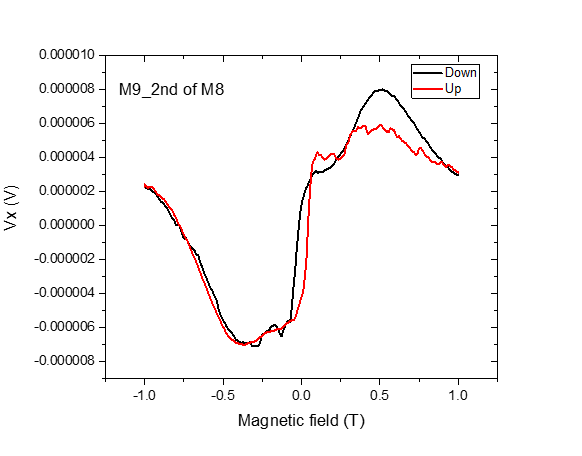 0.000010
0.000008
0.000006
0.000004
0.000002
0.000000
-0.000002
-0.000004
-0.000006
-0.000008
Vx (V)
M9_2nd of M8
Down
Up
-1.0 -0.5 0.0 0.5 1.0
Magnetic field (T)